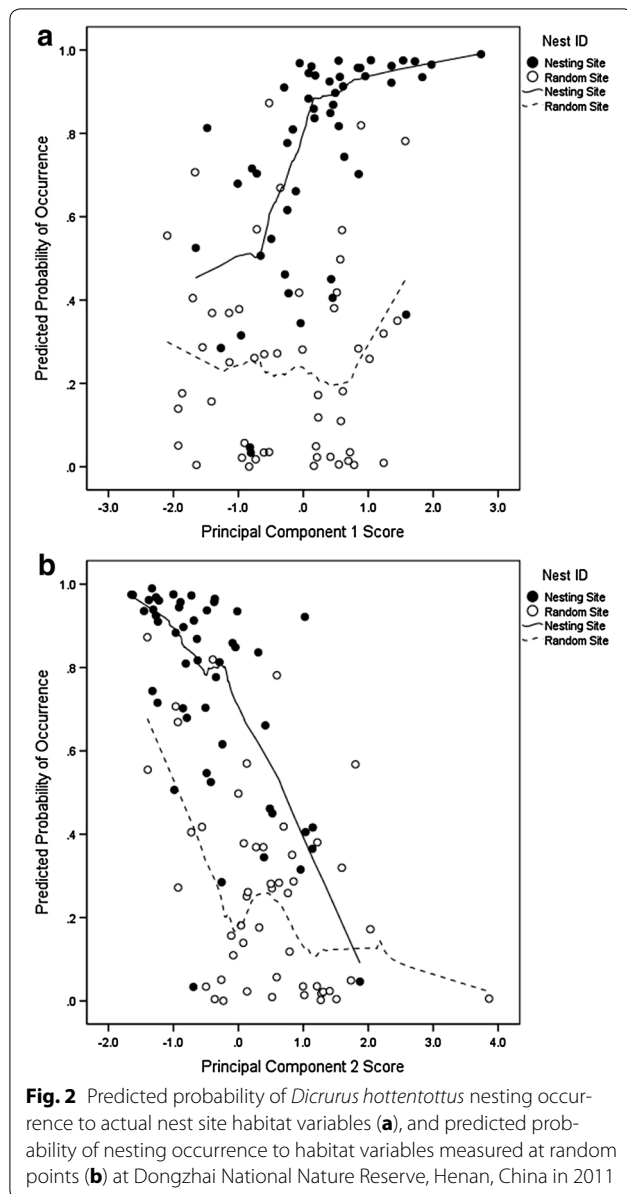 a
1.0
.8
.6
.4
.2
.0
Predicted Probability of Occurrence
-3.0 -2.0 -1.0 .0 1.0 2.0 3.0
Principal Component 1 Score
Nest ID
Nesting Site
Random Site
Nesting Site
Random Site
b
1.0
.8
.6
.4
.2
.0
Predicted Probability of Occurrence
-2.0 -1.0 .0 1.0 2.0 3.0 4.0
Principal Component 2 Score
Nest ID
Nesting Site
Random Site
Nesting Site
Random Site
Fig. 2 Predicted probability of Dicrurus hottentottus nesting occur-
rence to actual nest site habitat variables (a), and predicted prob-
ability of nesting occurrence to habitat variables measured at random
points (b) at Dongzhai National Nature Reserve, Henan, China in 2011